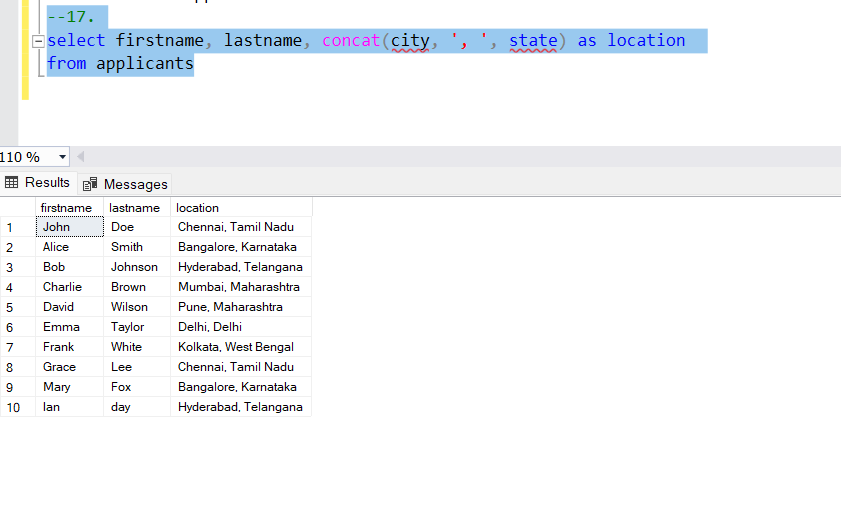 --17.
select firstname, lastname, concat(city, ', ', state) as location
from applicants
110 %
Results Messages
firstname lastname location
1 John Doe Chennai, Tamil Nadu
2 Alice Smith Bangalore, Karnataka
3 Bob Johnson Hyderabad, Telangana
4 Charlie Brown Mumbai, Maharashtra
5 David Wilson Pune, Maharashtra
6 Emma Taylor Delhi, Delhi
7 Frank White Kolkata, West Bengal
8 Grace Lee Chennai, Tamil Nadu
9 Mary Fox Bangalore, Karnataka
10 Ian day Hyderabad, Telangana